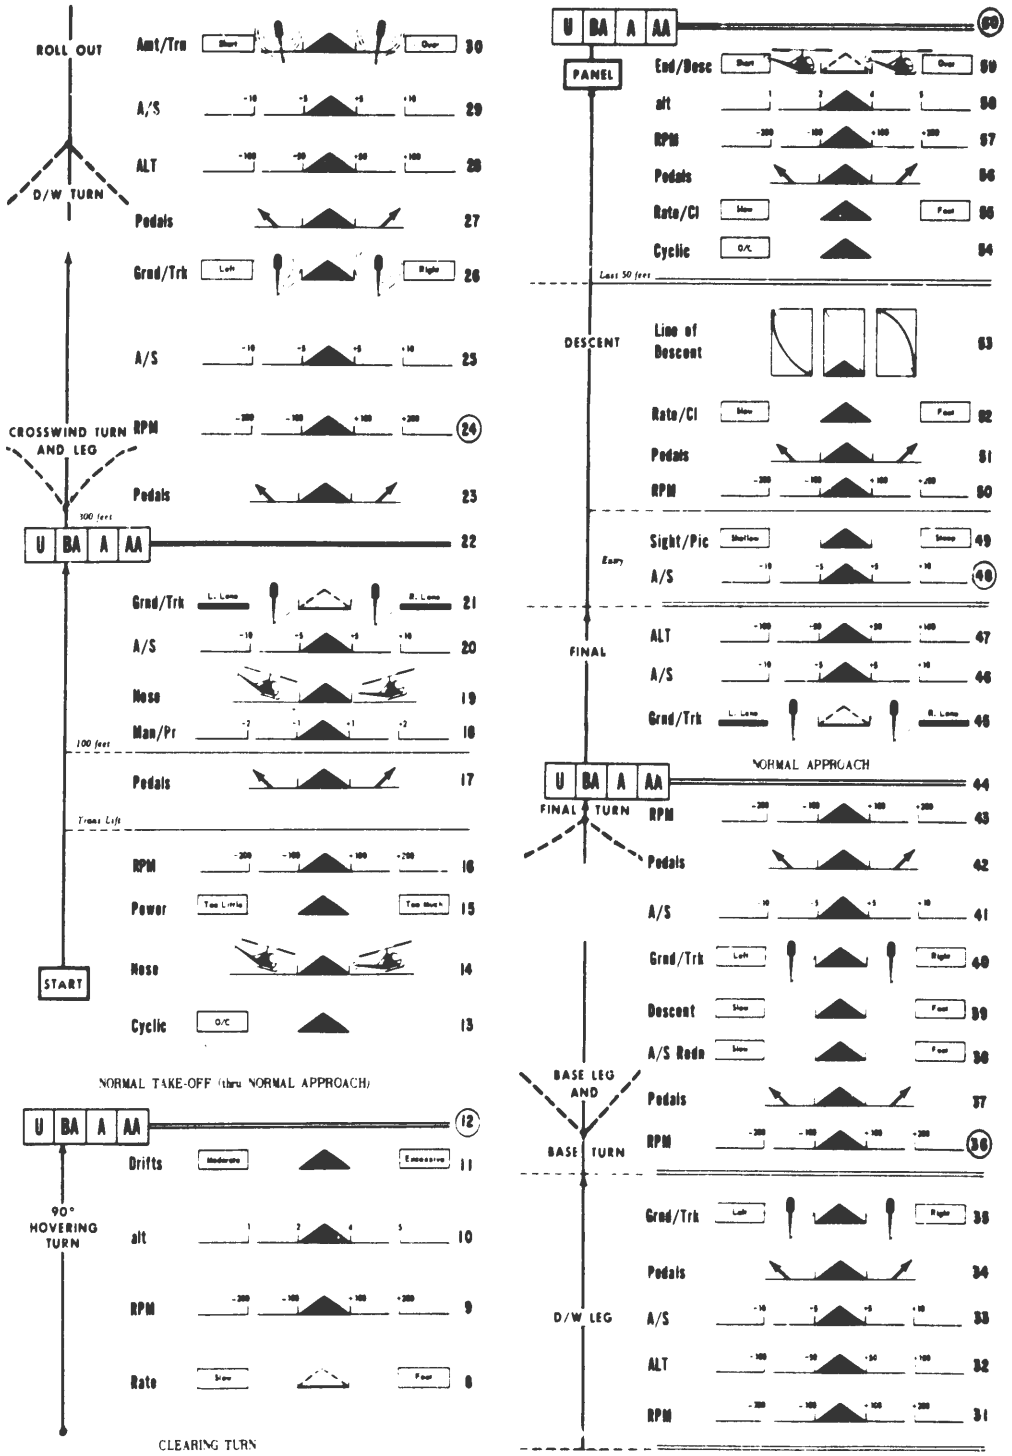 ROLL OUT
Amt/Trn Short Over 30
A/S -10 -5 +5 +10 29
ALT -100 -50 +50 +100 28
D/W TURN
Pedals 27
Grnd/Trk Left Right 26
A/S -10 -5 +5 +10 25
CROSSWIND TURN AND LEG
RPM -200 -100 +100 +200 24
Pedals 23
300 feet
U BA A AA 22
Grnd/Trk L. Lane R. Lane 21
A/S -10 -5 +5 +10 20
Nose 19
Man/Pr -2 -1 +1 +2 18
100 feet
Pedals 17
Trans Lift
RPM -200 -100 +100 +200 16
Power Too Little Too Much 15
Nose 14
START
Cyclic O/C 13
NORMAL TAKE-OFF (thru NORMAL APPROACH)
U BA A AA 12
Drifts Moderate Excessive 11
90° HOVERING TURN
alt 1 2 4 5 10
RPM -200 -100 +100 +200 9
Rate Slow Fast 8
CLEARING TURN
U BA A AA 60
PANEL
End/Desc Short Over 59
alt 1 2 4 5 58
RPM -200 -100 +100 +200 57
Pedals 56
Rate/Cl Slow Fast 55
Cyclic O/C 54
Last 50 feet
DESCENT
Line of Descent 53
Rate/Cl Slow Fast 52
Pedals 51
RPM -200 -100 +100 +200 50
Sight/Pic Shallow Steep 49
Entry
A/S -10 -5 +5 +10 48
ALT -100 -50 +50 +100 47
FINAL
A/S -10 -5 +5 +10 46
Grnd/Trk L. Lane R. Lane 45
NORMAL APPROACH
U BA A AA 44
FINAL TURN
RPM -200 -100 +100 +200 43
Pedals 42
A/S -10 -5 +5 +10 41
Grnd/Trk Left Right 40
Descent Slow Fast 39
A/S Redn Slow Fast 38
BASE LEG AND
Pedals 37
BASE TURN
RPM -200 -100 +100 +200 36
Grnd/Trk Left Right 35
Pedals 34
D/W LEG
A/S -10 -5 +5 +10 33
ALT -100 -50 +50 +100 32
RPM -200 -100 +100 +200 31